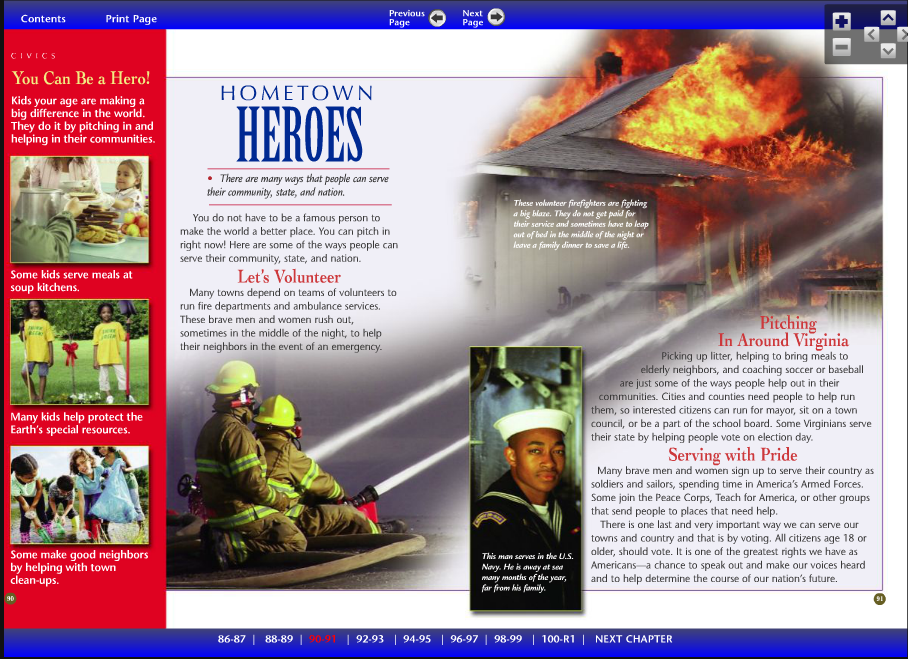 Contents
Print Page
Previous
Page
Next
Page
CIVICS
You Can Be a Hero!
Kids your age are making a
big difference in the world.
They do it by pitching in and
helping in their communities.
Some kids serve meals at
soup kitchens.
Many kids help protect the
Earth's special resources.
Some make good neighbors
by helping with town
clean-ups.
90
HOMETOWN
HEROES
• There are many ways that people can serve
their community, state, and nation.
You do not have to be a famous person to
make the world a better place. You can pitch in
right now! Here are some of the ways people can
serve their community, state, and nation.
Let's Volunteer
Many towns depend on teams of volunteers to
run fire departments and ambulance services.
These brave men and women rush out,
sometimes in the middle of the night, to help
their neighbors in the event of an emergency.
These volunteer firefighters are fighting
a big blaze. They do not get paid for
their service and sometimes have to leap
out of bed in the middle of the night or
leave a family dinner to save a life.
This man serves in the U.S.
Navy. He is away at sea
many months of the year,
far from his family.
Pitching
In Around Virginia
Picking up litter, helping to bring meals to
elderly neighbors, and coaching soccer or baseball
are just some of the ways people help out in their
communities. Cities and counties need people to help run
them, so interested citizens can run for mayor, sit on a town
council, or be a part of the school board. Some Virginians serve
their state by helping people vote on election day.
Serving with Pride
Many brave men and women sign up to serve their country as
soldiers and sailors, spending time in America's Armed Forces.
Some join the Peace Corps, Teach for America, or other groups
that send people to places that need help.
There is one last and very important way we can serve our
towns and country and that is by voting. All citizens age 18 or
older, should vote. It is one of the greatest rights we have as
Americans—a chance to speak out and make our voices heard
and to help determine the course of our nation's future.
91
86-87 | 88-89 | 90-91 | 92-93 | 94-95 | 96-97 | 98-99 | 100-R1 | NEXT CHAPTER